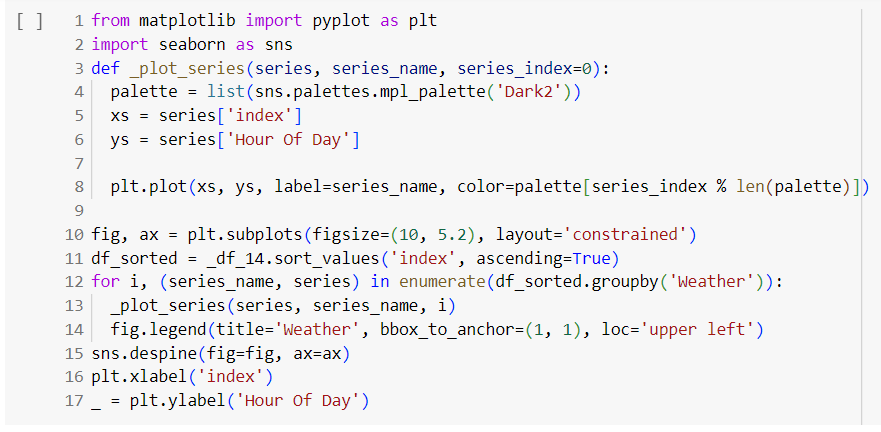 [ ] 1 from matplotlib import pyplot as plt
2 import seaborn as sns
3 def _plot_series(series, series_name, series_index=0):
4   palette = list(sns.palettes.mpl_palette('Dark2'))
5   xs = series['index']
6   ys = series['Hour Of Day']
7
8   plt.plot(xs, ys, label=series_name, color=palette[series_index % len(palette)])
9
10 fig, ax = plt.subplots(figsize=(10, 5.2), layout='constrained')
11 df_sorted = _df_14.sort_values('index', ascending=True)
12 for i, (series_name, series) in enumerate(df_sorted.groupby('Weather')):
13   _plot_series(series, series_name, i)
14   fig.legend(title='Weather', bbox_to_anchor=(1, 1), loc='upper left')
15 sns.despine(fig=fig, ax=ax)
16 plt.xlabel('index')
17 _ = plt.ylabel('Hour Of Day')